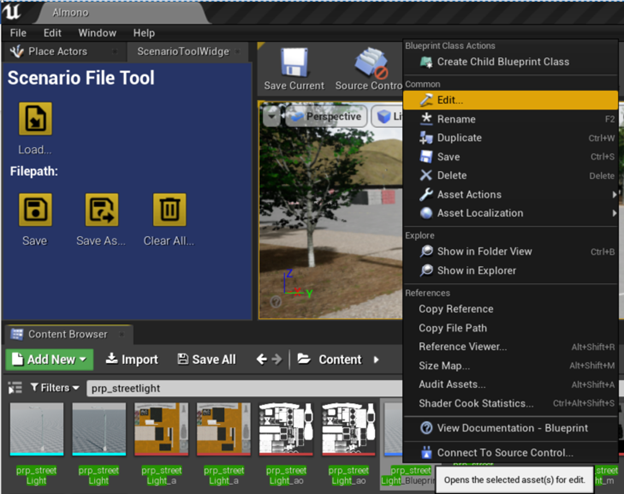 Almono
File Edit Window Help
Place Actors ScenarioToolWidge
Scenario File Tool
Load...
Filepath:
Save Save As... Clear All...
Save Current Source Contro
Perspective Li
Blueprint Class Actions
Create Child Blueprint Class
Common
Edit...
Rename F2
Duplicate Ctrl+W
Save Ctrl+S
Delete Delete
Asset Actions
Asset Localization
Explore
Show in Folder View Ctrl+B
Show in Explorer
References
Copy Reference
Copy File Path
Reference Viewer... Alt+Shift+R
Size Map... Alt+Shift+M
Audit Assets... Alt+Shift+A
Shader Cook Statistics... Ctrl+Alt+Shift+S
View Documentation - Blueprint
Connect To Source Control...
Opens the selected asset(s) for edit.
Content Browser
Add New Import Save All Content
Filters prp_streetlight
prp_street
Light
prp_street
Light
prp_street
Light_a
prp_street
Light_a
prp_street
Light_ao
prp_street
Light_ao
prp_street
Light_Blueprint
Light_m
Z
Y